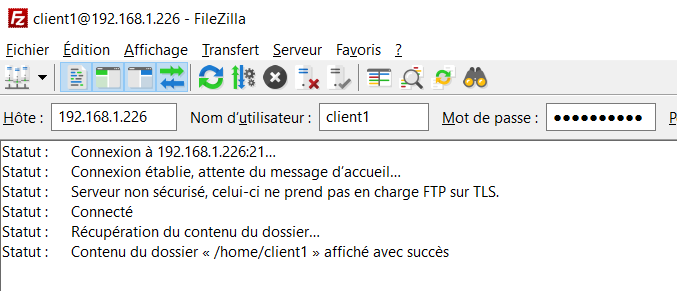 client1@192.168.1.226 - FileZilla
Fichier Édition Affichage Transfert Serveur Favoris ?
Hôte : 192.168.1.226 Nom d'utilisateur : client1 Mot de passe : ●●●●●●●●●● P
Statut : Connexion à 192.168.1.226:21...
Statut : Connexion établie, attente du message d'accueil...
Statut : Serveur non sécurisé, celui-ci ne prend pas en charge FTP sur TLS.
Statut : Connecté
Statut : Récupération du contenu du dossier...
Statut : Contenu du dossier « /home/client1 » affiché avec succès